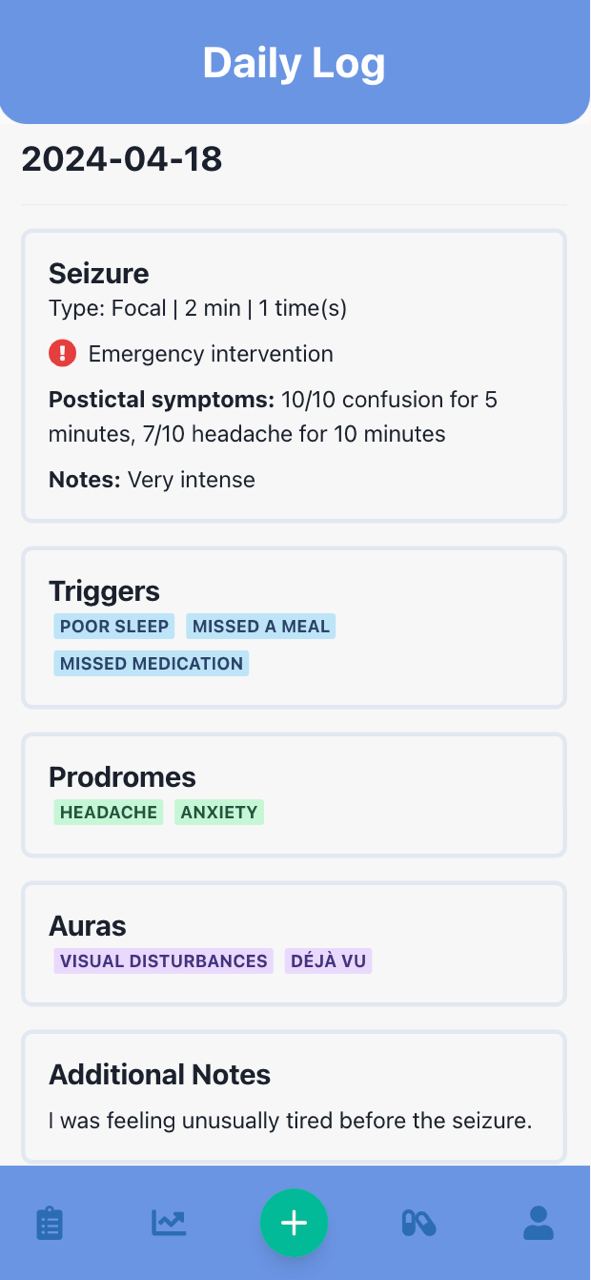 Daily Log
2024-04-18
Seizure
Type: Focal | 2 min | 1 time(s)
Emergency intervention
Postictal symptoms: 10/10 confusion for 5
minutes, 7/10 headache for 10 minutes
Notes: Very intense
Triggers
POOR SLEEP MISSED A MEAL
MISSED MEDICATION
Prodromes
HEADACHE ANXIETY
Auras
VISUAL DISTURBANCES DÉJÀ VU
Additional Notes
I was feeling unusually tired before the seizure.